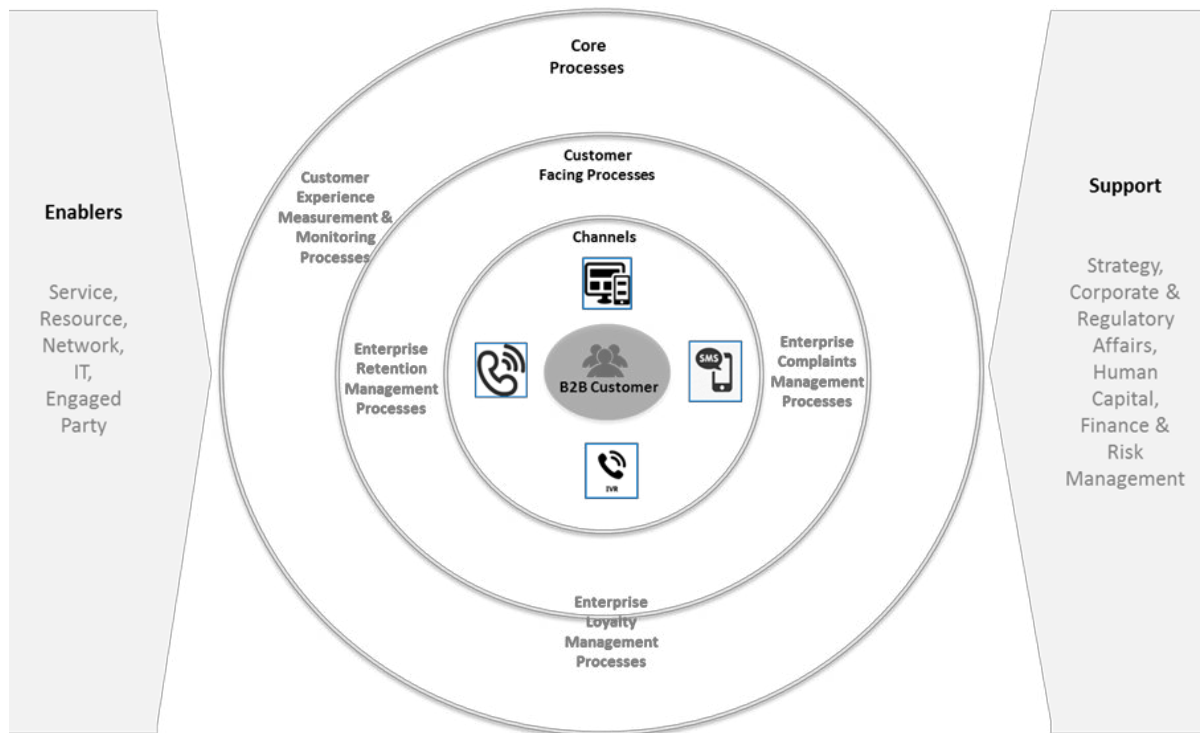 Core
Processes
Customer
Facing Processes
Customer
Experience
Measurement &
Monitoring
Processes
Enablers
Service,
Resource,
Network,
IT,
Engaged
Party
Channels
SMS
Enterprise
Retention
Management
Processes
B2B Customer
Enterprise
Complaints
Management
Processes
IVR
Enterprise
Loyalty
Management
Processes
Support
Strategy,
Corporate &
Regulatory
Affairs,
Human
Capital,
Finance &
Risk
Management